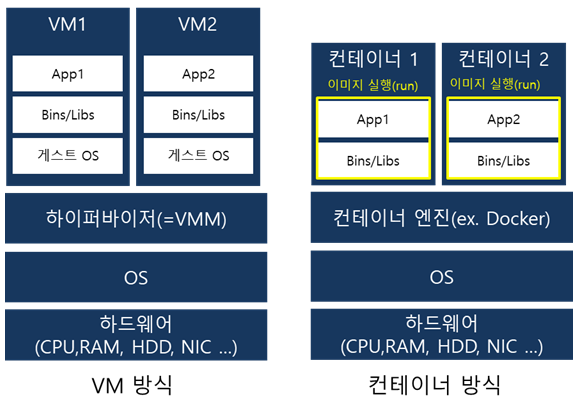 VM1
App1
Bins/Libs
게스트 OS
VM2
App2
Bins/Libs
게스트 OS
하이퍼바이저(=VMM)
OS
하드웨어
(CPU,RAM, HDD, NIC ...)
VM 방식
컨테이너 1
이미지 실행(run)
App1
Bins/Libs
컨테이너 2
이미지 실행(run)
App2
Bins/Libs
컨테이너 엔진(ex. Docker)
OS
하드웨어
(CPU,RAM, HDD, NIC ...)
컨테이너 방식